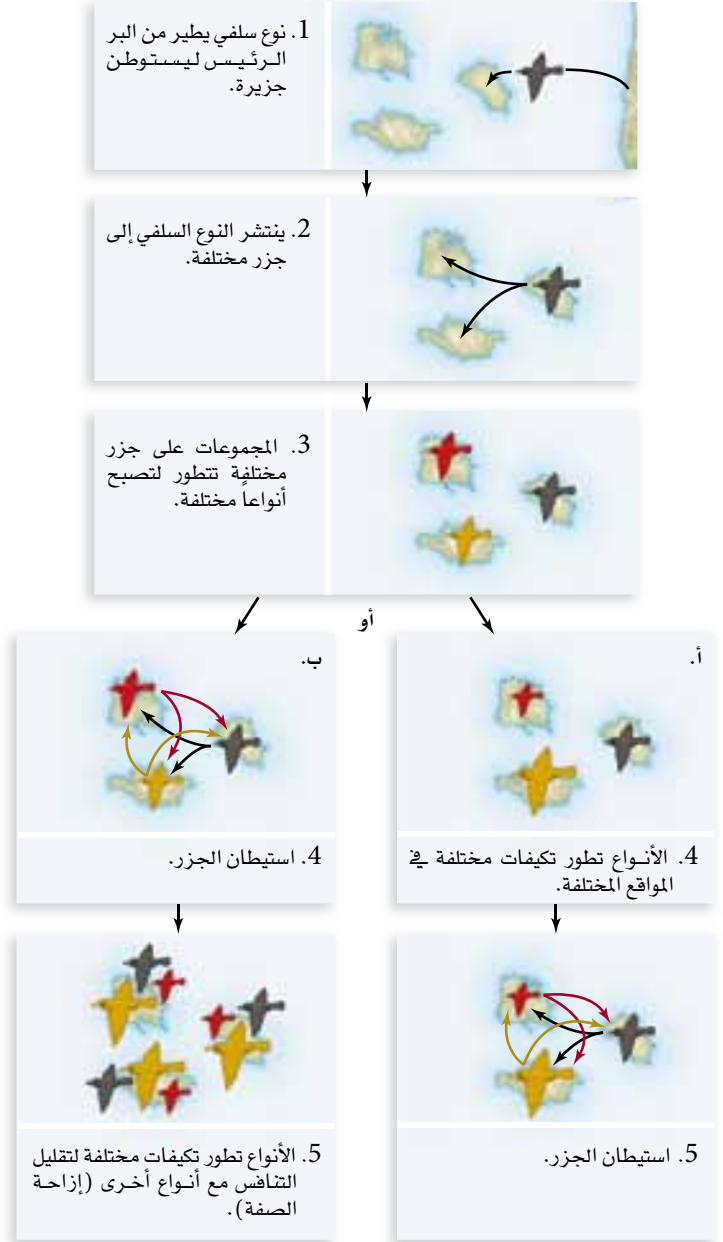 1. نوع سلفي يطير من البر
الرئيس ليستوطن
جزيرة.
2. ينتشر النوع السلفي إلى
جزر مختلفة.
3. المجموعات على جزر
مختلفةٍ تتطور لتصبح
أنواعاً مختلفة.
أو
أ.
4. الأنواع تطور تكيفات مختلفة في
المواقع المختلفة.
5. استيطان الجزر.
ب.
4. استيطان الجزر.
5. الأنواع تطور تكيفات مختلفة لتقليل
التنافس مع أنواع أخرى (إزاحة
الصفة).